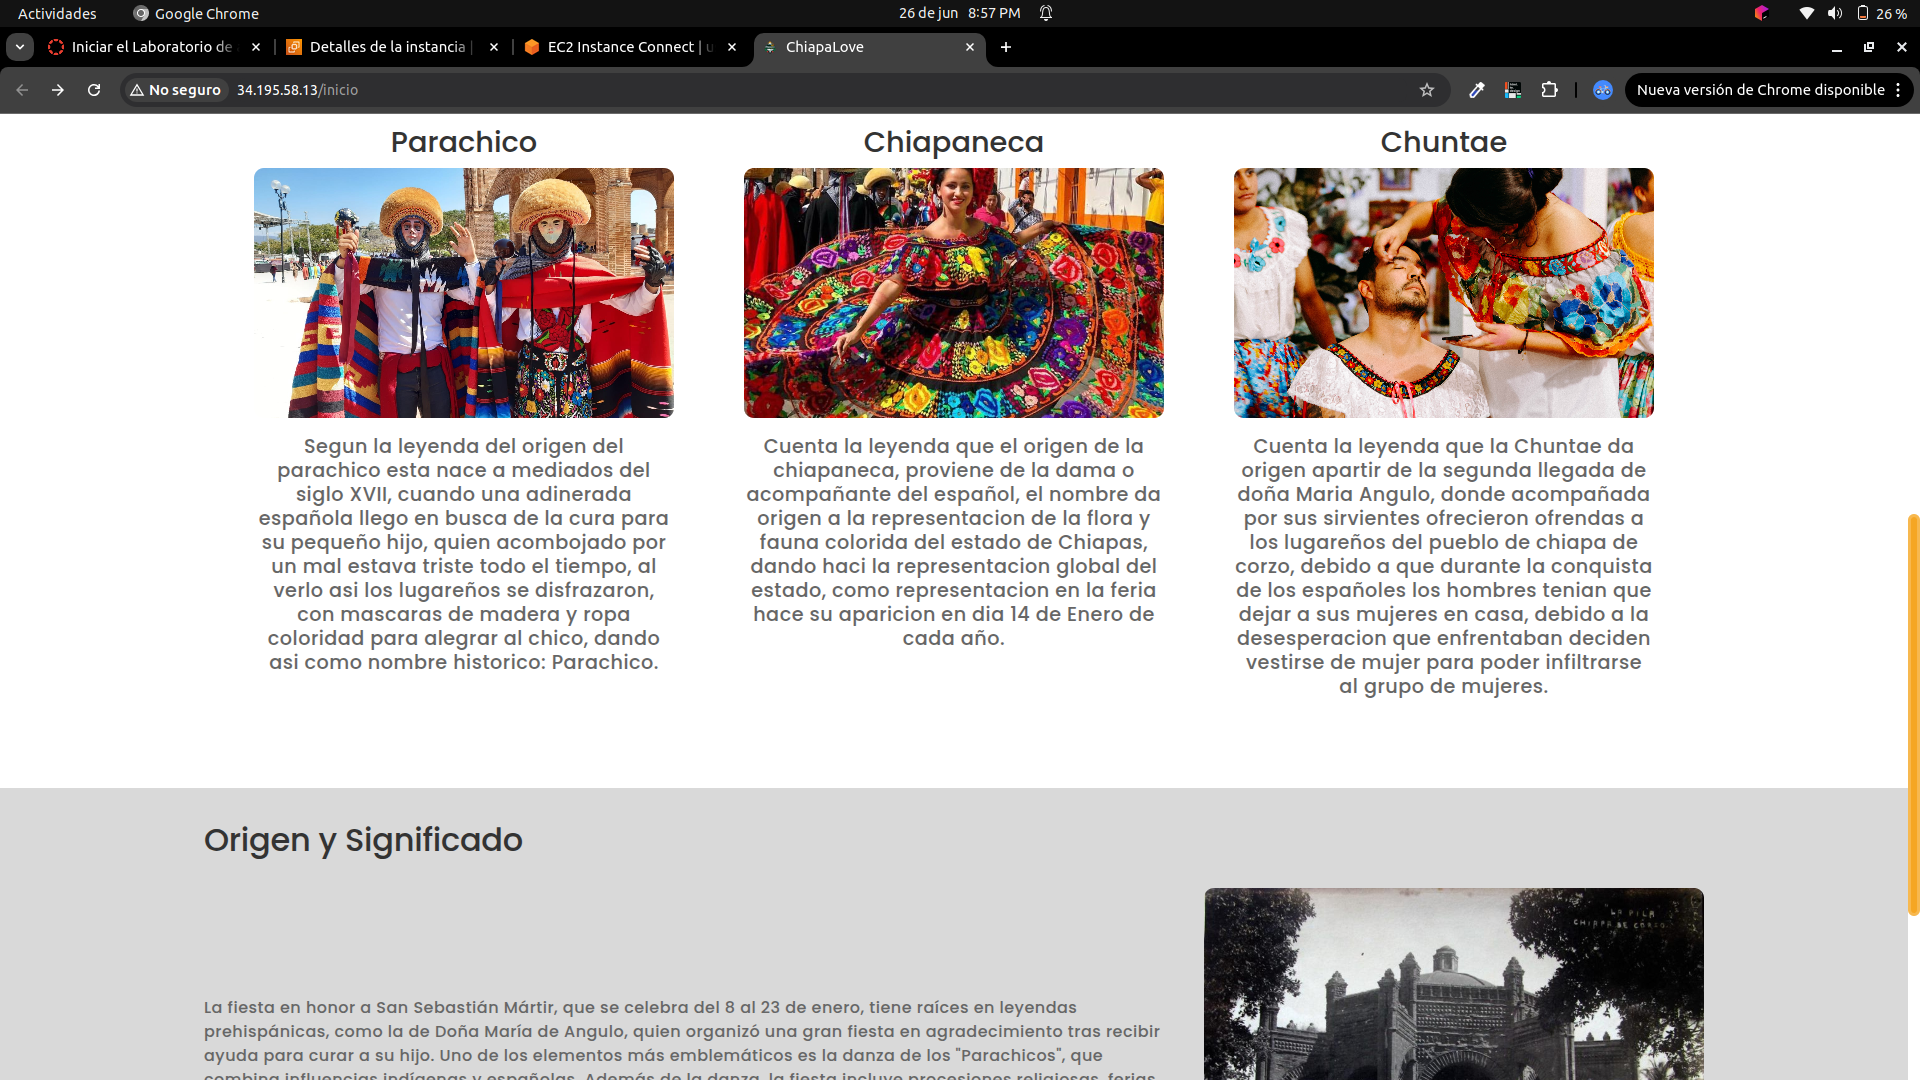 Actividades
Google Chrome
26 de jun 8:57 PM
26 %
Iniciar el Laboratorio de
Detalles de la instancia
EC2 Instance Connect | u
ChiapaLove
No seguro
34.195.58.13/inicio
Nueva versión de Chrome disponible
Parachico
Chiapaneca
Chuntae
Segun la leyenda del origen del
parachico esta nace a mediados del
siglo XVII, cuando una adinerada
española llego en busca de la cura para
su pequeño hijo, quien acombojado por
un mal estava triste todo el tiempo, al
verlo asi los lugareños se disfrazaron,
con mascaras de madera y ropa
coloridad para alegrar al chico, dando
asi como nombre historico: Parachico.
Cuenta la leyenda que el origen de la
chiapaneca, proviene de la dama o
acompañante del español, el nombre da
origen a la representacion de la flora y
fauna colorida del estado de Chiapas,
dando haci la representacion global del
estado, como representacion en la feria
hace su aparicion en dia 14 de Enero de
cada año.
Cuenta la leyenda que la Chuntae da
origen apartir de la segunda llegada de
doña Maria Angulo, donde acompañada
por sus sirvientes ofrecieron ofrendas a
los lugareños del pueblo de chiapa de
corzo, debido a que durante la conquista
de los españoles los hombres tenian que
dejar a sus mujeres en casa, debido a la
desesperacion que enfrentaban deciden
vestirse de mujer para poder infiltrarse
al grupo de mujeres.
Origen y Significado
La fiesta en honor a San Sebastián Mártir, que se celebra del 8 al 23 de enero, tiene raíces en leyendas
prehispánicas, como la de Doña María de Angulo, quien organizó una gran fiesta en agradecimiento tras recibir
ayuda para curar a su hijo. Uno de los elementos más emblemáticos es la danza de los "Parachicos", que
combina influencias indígenas y españolas. Además de la danza, la fiesta incluye procesiones religiosas, ferias
LA PILA
CHIAPA DE CORZO